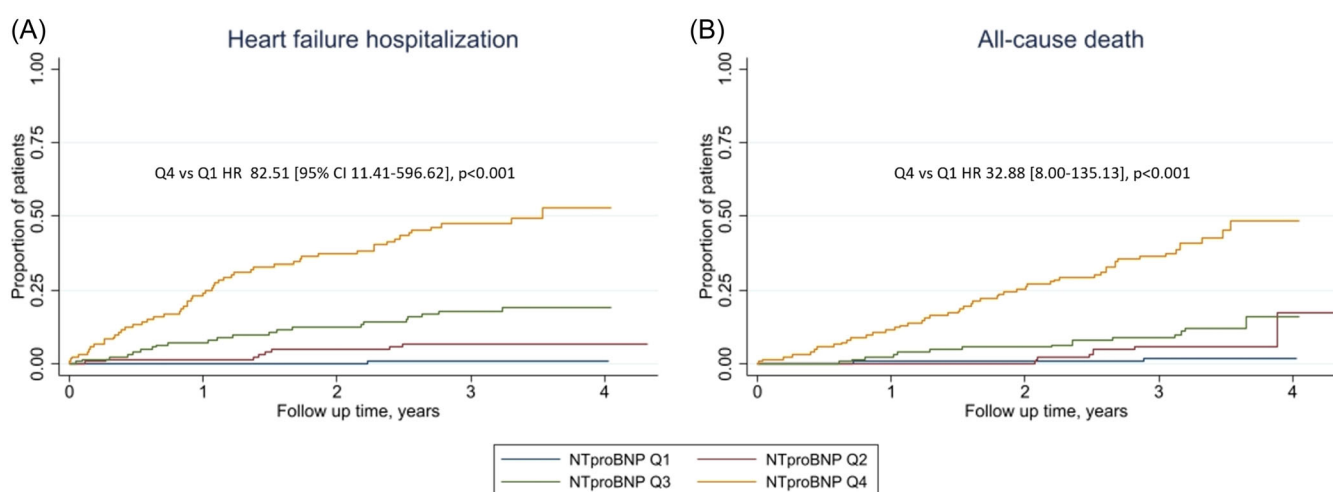 (A)
Heart failure hospitalization
Proportion of patients
1.00
0.75
0.50
0.25
0.00
Q4 vs Q1 HR 82.51 [95% CI 11.41-596.62], p<0.001
0 1 2 3 4
Follow up time, years
(B)
All-cause death
Proportion of patients
1.00
0.75
0.50
0.25
0.00
Q4 vs Q1 HR 32.88 [8.00-135.13], p<0.001
0 1 2 3 4
Follow up time, years
NTproBNP Q1 NTproBNP Q2
NTproBNP Q3 NTproBNP Q4